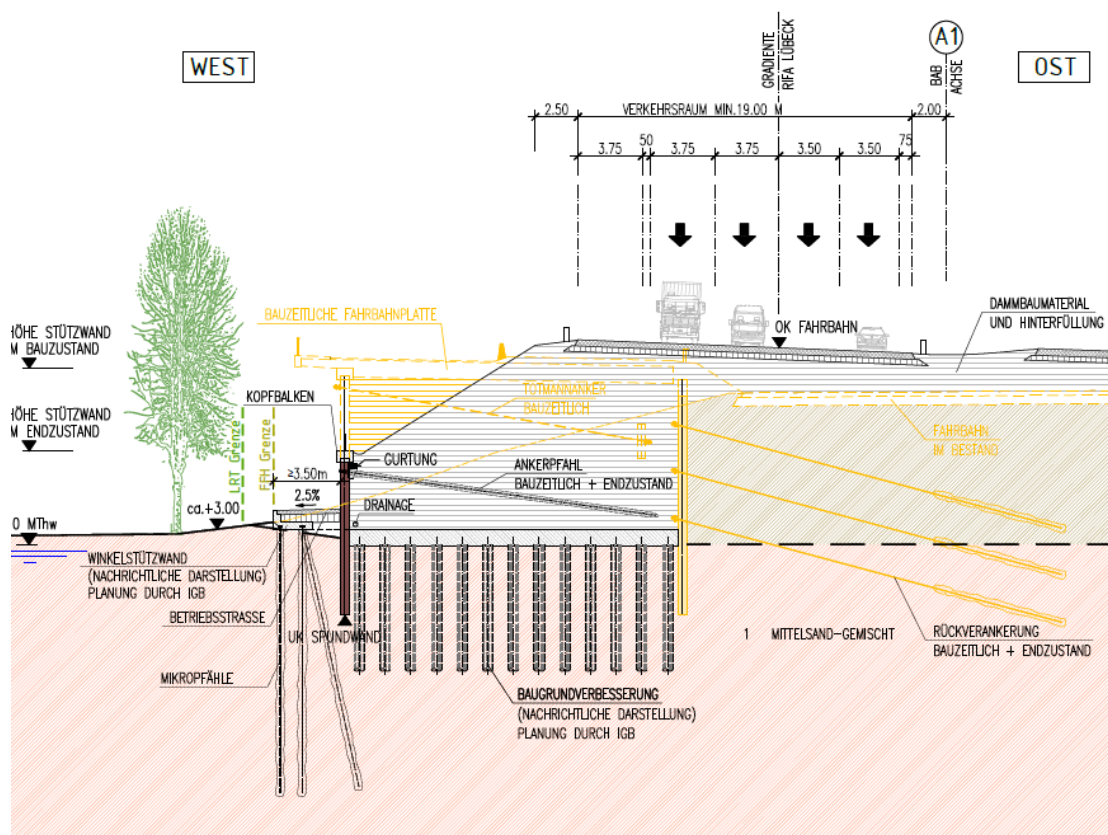 WEST
GRADIENTE
RIFA LÜBECK
A1
BAB
ACHSE
OST
2.50
VERKEHRSRAUM MIN.19.00 M
2.00
3.75
50
3.75
3.75
3.50
3.50
75
HÖHE STÜTZWAND
M BAUZUSTAND
BAUZEITLICHE FAHRBAHNPLATTE
OK FAHRBAHN
DAMMBAUMATERIAL
UND HINTERFÜLLUNG
KOPFBALKEN
TOTMANNANKER
BAUZEITLICH
HÖHE STÜTZWAND
M ENDZUSTAND
LRT Grenze
FFH Grenze
FAHRBAHN
IM BESTAND
GURTUNG
≥3.50m
ANKERPFAHL
BAUZEITLICH + ENDZUSTAND
2.5%
DRAINAGE
ca.+3.00
0 MThw
WINKELSTÜTZWAND
(NACHRICHTLICHE DARSTELLUNG)
PLANUNG DURCH IGB
BETRIEBSSTRASSE
UK SPUNDWAND
1 MITTELSAND-GEMISCHT
RÜCKVERANKERUNG
BAUZEITLICH + ENDZUSTAND
MIKROPFÄHLE
BAUGRUNDVERBESSERUNG
(NACHRICHTLICHE DARSTELLUNG)
PLANUNG DURCH IGB